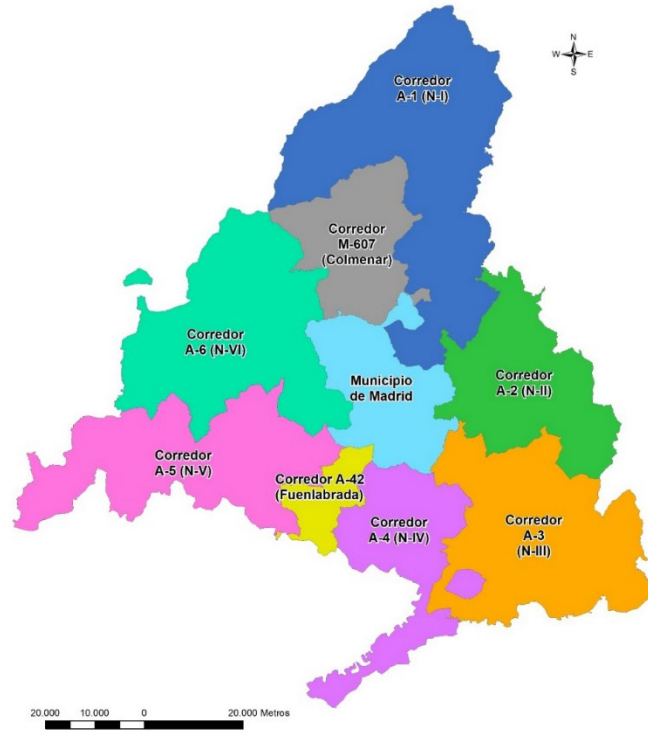 N
W E
S
Corredor
A-1 (N-I)
Corredor
M-607
(Colmenar)
Corredor
A-6 (N-VI)
Municipio
de Madrid
Corredor
A-2 (N-II)
Corredor
A-5 (N-V)
Corredor A-42
(Fuenlabrada)
Corredor
A-4 (N-IV)
Corredor
A-3
(N-III)
20.000 10.000 0 20.000 Metros